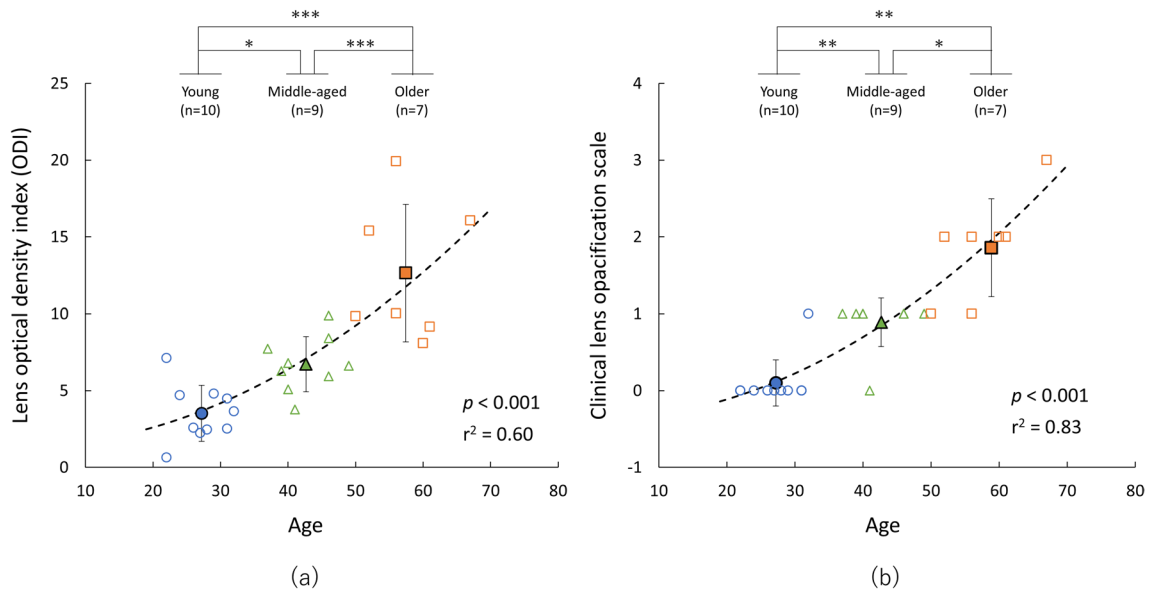 ***
*
***
Young
(n=10)
Middle-aged
(n=9)
Older
(n=7)
Lens optical density index (ODI)
25
20
15
10
5
0
p < 0.001
r² = 0.60
10
20
30
40
50
60
70
80
Age
(a)
**
**
*
Young
(n=10)
Middle-aged
(n=9)
Older
(n=7)
Clinical lens opacification scale
4
3
2
1
0
-1
p < 0.001
r² = 0.83
10
20
30
40
50
60
70
80
Age
(b)